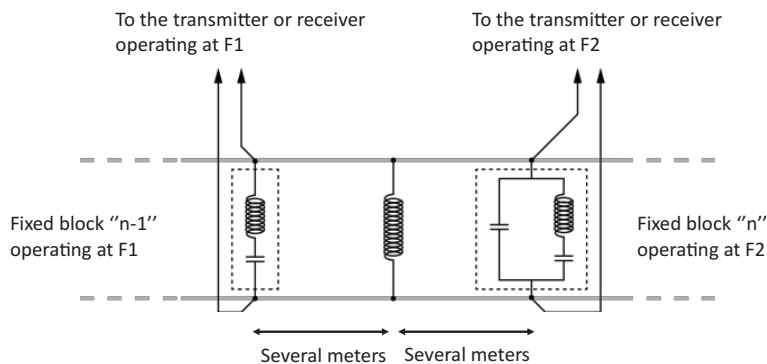 To the transmitter or receiver
operating at F1
To the transmitter or receiver
operating at F2
Fixed block ‘’n-1’’
operating at F1
Fixed block ‘’n’’
operating at F2
Several meters
Several meters